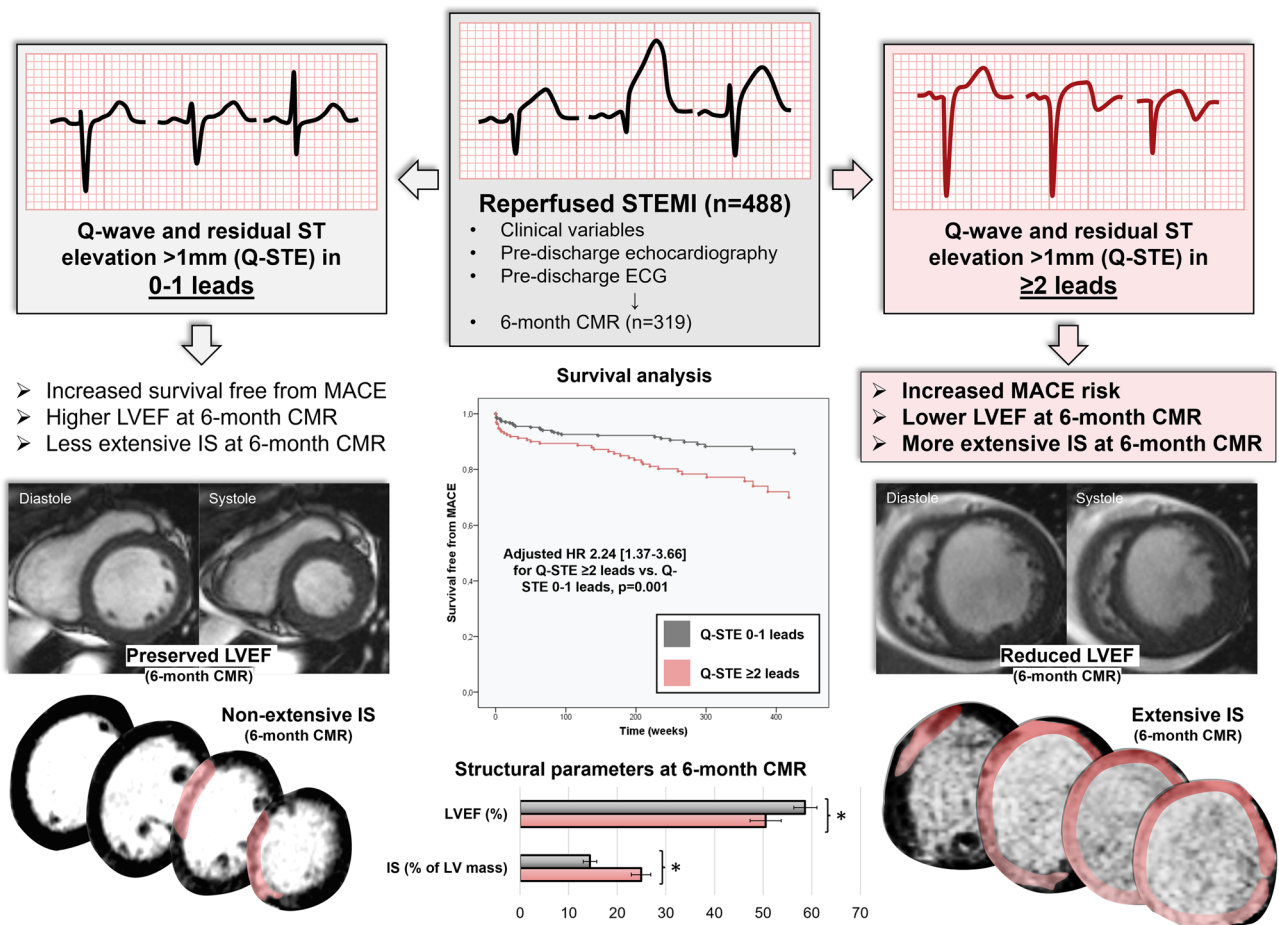 Q-wave and residual ST
elevation >1mm (Q-STE) in
0-1 leads
Reperfused STEMI (n=488)
• Clinical variables
• Pre-discharge echocardiography
• Pre-discharge ECG
↓
• 6-month CMR (n=319)
Q-wave and residual ST
elevation >1mm (Q-STE) in
≥2 leads
➢ Increased survival free from MACE
➢ Higher LVEF at 6-month CMR
➢ Less extensive IS at 6-month CMR
Diastole
Systole
Preserved LVEF
(6-month CMR)
Non-extensive IS
(6-month CMR)
Survival analysis
Survival free from MACE
1,0
0,8
0,6
0,4
0,2
0,0
Adjusted HR 2.24 [1.37-3.66]
for Q-STE ≥2 leads vs. Q-
STE 0-1 leads, p=0.001
Q-STE 0-1 leads
Q-STE ≥2 leads
0
100
200
300
400
Time (weeks)
Structural parameters at 6-month CMR
LVEF (%)
*
IS (% of LV mass)
*
0
10
20
30
40
50
60
70
➢ Increased MACE risk
➢ Lower LVEF at 6-month CMR
➢ More extensive IS at 6-month CMR
Diastole
Systole
Reduced LVEF
(6-month CMR)
Extensive IS
(6-month CMR)